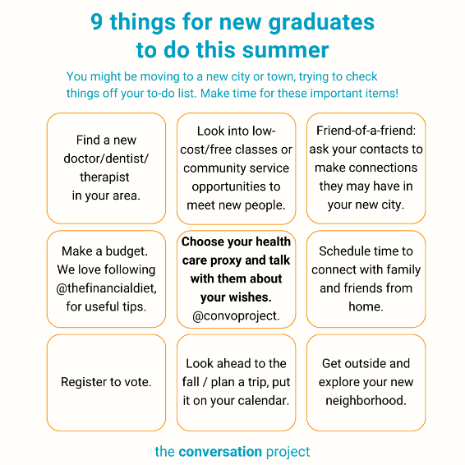 9 things for new graduates
to do this summer
You might be moving to a new city or town, trying to check
things off your to-do list. Make time for these important items!
Find a new
doctor/dentist/
therapist
in your area.
Look into low-
cost/free classes or
community service
opportunities to
meet new people.
Friend-of-a-friend:
ask your contacts to
make connections
they may have in
your new city.
Make a budget.
We love following
@thefinancialdiet,
for useful tips.
Choose your health
care proxy and talk
with them about
your wishes.
@convoproject.
Schedule time to
connect with family
and friends from
home.
Register to vote.
Look ahead to the
fall / plan a trip, put
it on your calendar.
Get outside and
explore your new
neighborhood.
the conversation project